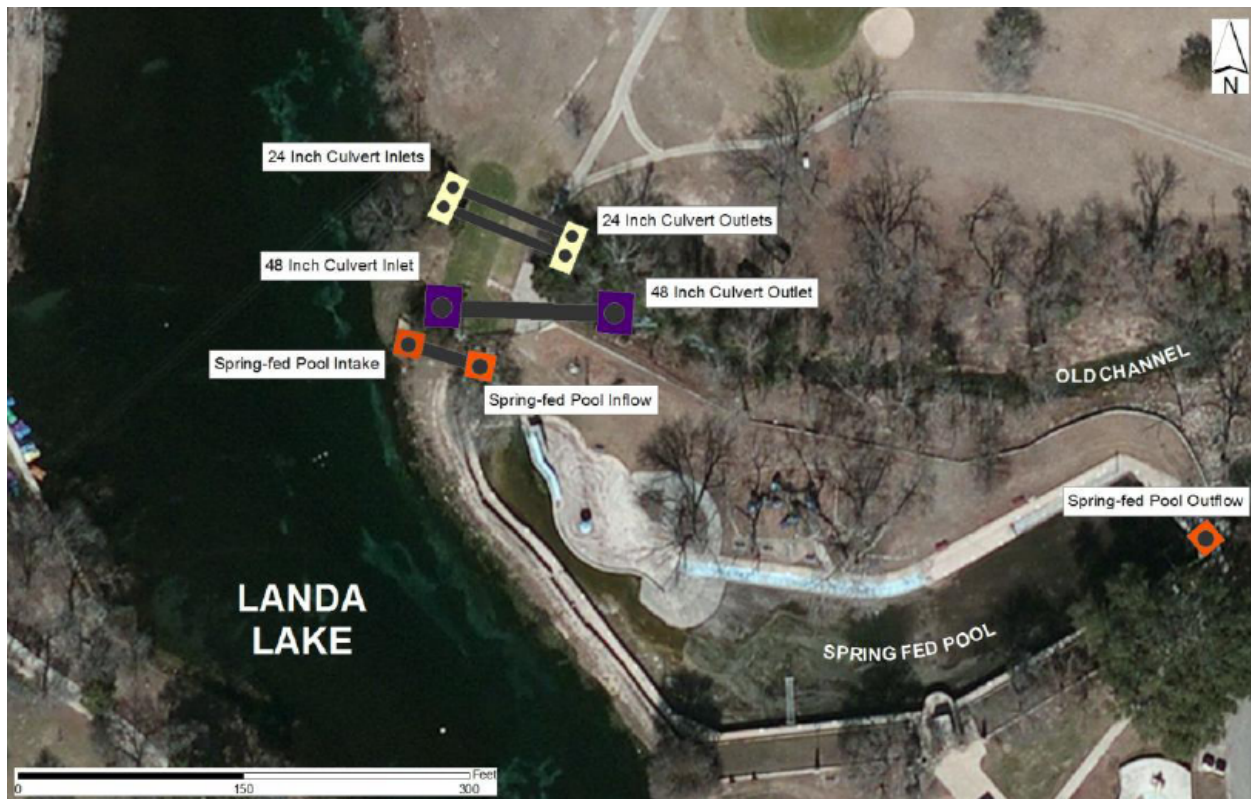 N
24 Inch Culvert Inlets
24 Inch Culvert Outlets
48 Inch Culvert Inlet
48 Inch Culvert Outlet
Spring-fed Pool Intake
OLD CHANNEL
Spring-fed Pool Inflow
Spring-fed Pool Outflow
LANDA
LAKE
SPRING FED POOL
Feet
0
150
300